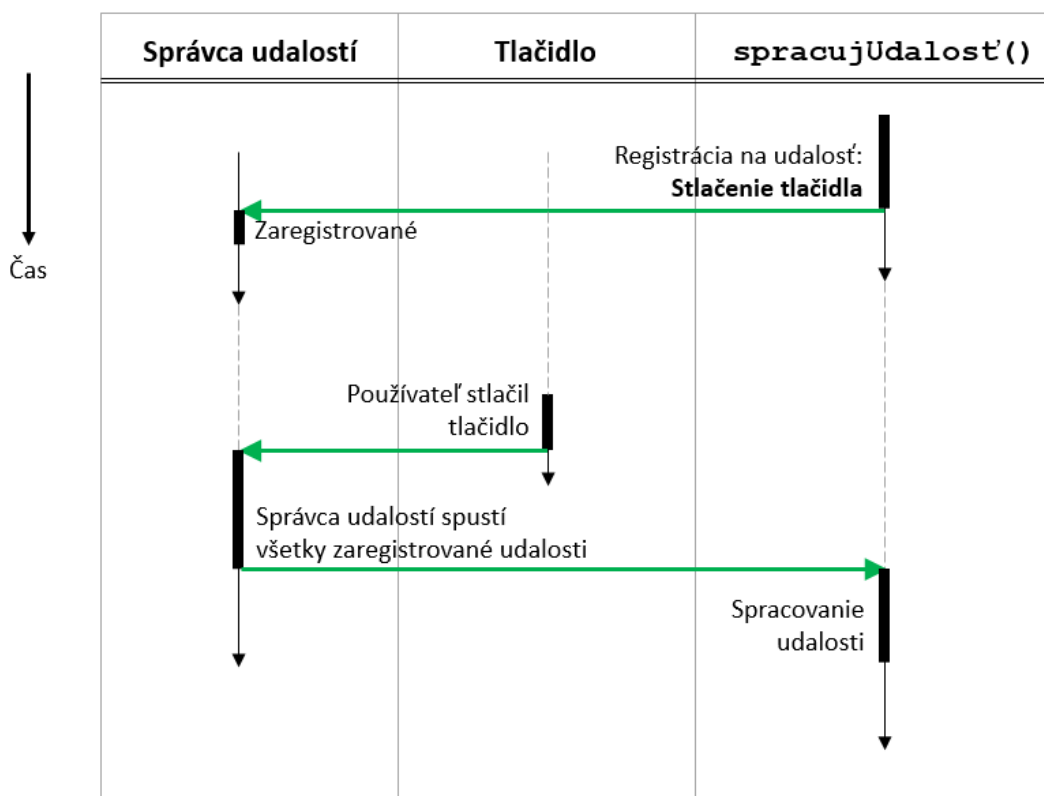 Správca udalostí
Tlačidlo
spracujUdalosť()
Registrácia na udalosť:
Stlačenie tlačidla
Zaregistrované
Čas
Používateľ stlačil
tlačidlo
Správca udalostí spustí
všetky zaregistrované udalosti
Spracovanie
udalosti